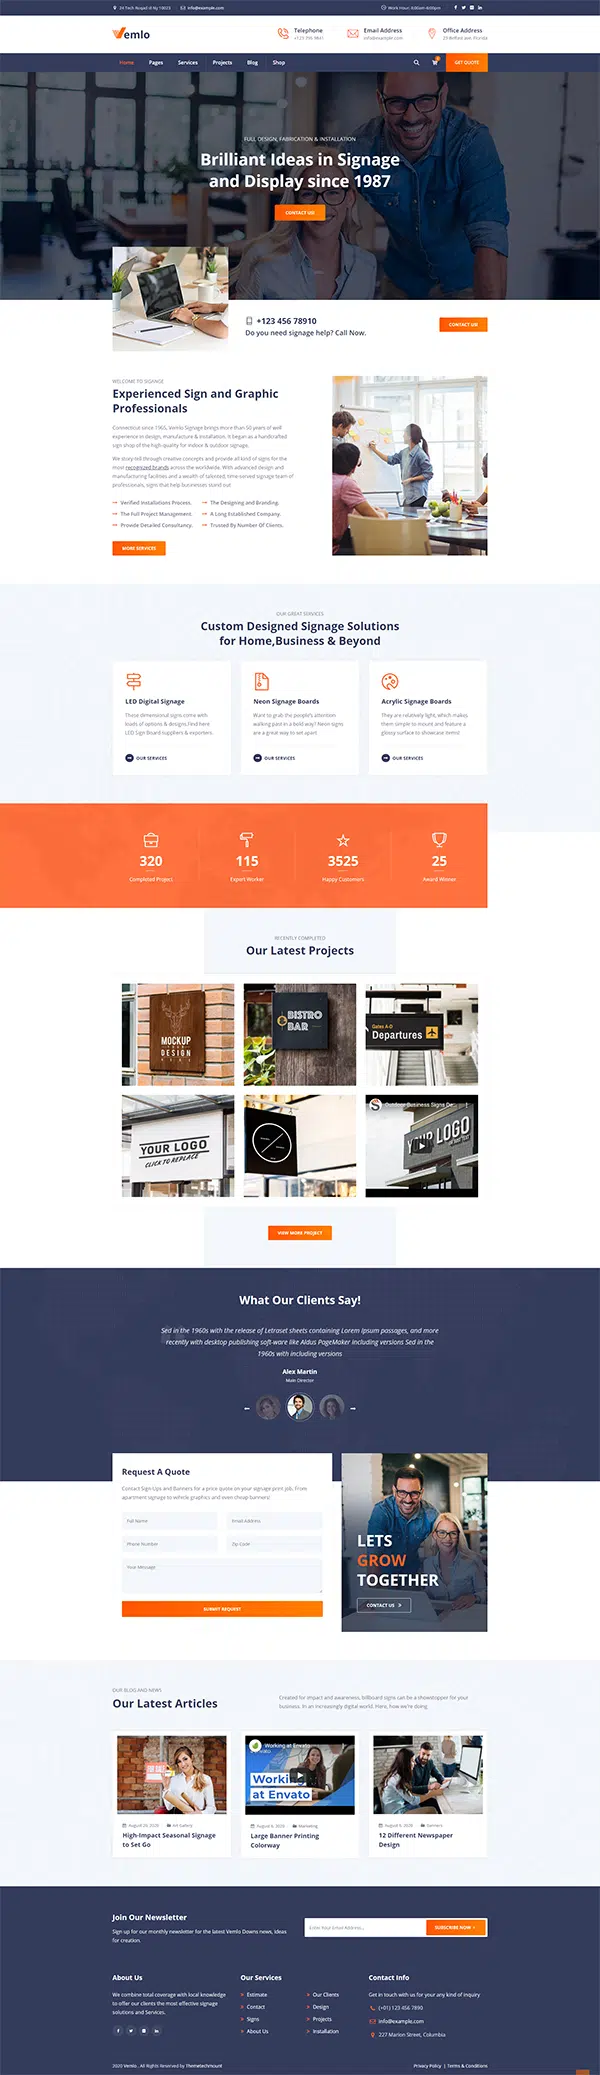 24 Tech Roqad st Ny 10023 info@example.com Work Hour: 8:00am-6:00pm
Vemlo
Telephone Email Address Office Address
info@example.com
Home Pages Services Projects Blog Shop GET QUOTE
FULL DESIGN, FABRICATION & INSTALLATION
Brilliant Ideas in Signage
and Display since 1987
CONTACT US
+123 456 78910
Do you need signage help? Call Now.
CONTACT US
WELCOME TO SIGANGE
Experienced Sign and Graphic
Professionals
Connecticut since 1965, Vemlo Signage brings more than 50 years of well
experience in design, manufacture & installation. It began as a handcrafted
sign shop of the high-quality for indoor & outdoor signage.
We story-tell through creative concepts and provide all kind of signs for the
most recognized brands across the worldwide. With advanced design and
manufacturing facilities and a wealth of talented, time-served signage team of
professionals, signs that help businesses stand out
Verified Installations Process. The Designing and Branding.
The Full Project Management. A Long Established Company.
Provide Detailed Consultancy. Trusted By Number Of Clients.
MORE SERVICES
OUR GREAT SERVICES
Custom Designed Signage Solutions
for Home,Business & Beyond
LED Digital Signage
These dimensional signs come with
loads of options & designs Find here
LED Sign Board suppliers & exporters.
OUR SERVICES
Neon Signage Boards
Want to grab the people's attention
walking past in a bold way? Neon signs
are a great way to set apart
OUR SERVICES
Acrylic Signage Boards
They are relatively light, which makes
them simple to mount and feature a
glossy surface to showcase items!
OUR SERVICES
320 115 3525 25
Completed Project Expert Worker Happy Customers Award Winner
RECENTLY COMPLETED
Our Latest Projects
MOCKUP
YOUR
DESIGN
HERE
BISTRO
BAR
Gates A-D
Departures
YOUR LOGO
CLICK TO REPLACE
Outdoor Business Signs De...
YOUR LOGO
VIEW MORE PROJECT
What Our Clients Say!
Sed in the 1960s with the release of Letraset sheets containing Lorem Ipsum passages, and more
recently with desktop publishing soft-ware like Aldus PageMaker including versions Sed in the
1960s with including versions
Alex Martin
Main Director
Request A Quote
Contact Sign-Ups and Banners for a price quote on your signage print job. From
apartment signage to vehicle graphics and even cheap banners!
Full Name Email Address
Phone Number Zip Code
Your Message
SUBMIT REQUEST
LETS
GROW
TOGETHER
CONTACT US
OUR BLOG AND NEWS
Our Latest Articles
Created for impact and awareness, billboard signs can be a showstopper for your
business. In an increasingly digital world. Here, how we're doing
FOR SALE
August 29, 2020 Art Gallery
High-Impact Seasonal Signage
to Set Go
Working at Envato
Working
at Envato
August 6, 2020 Marketing
Large Banner Printing
Colorway
August 5, 2020 Banners
12 Different Newspaper
Design
Join Our Newsletter
Sign up for our monthly newsletter for the latest Vemlo Downs news, ideas
for creation.
Enter Your Email Address...
SUBSCRIBE NOW
About Us
We combine total coverage with local knowledge
to offer our clients the most effective signage
solutions and Services.
Our Services
Estimate Our Clients
Contact Design
Signs Projects
About Us Installation
Contact Info
Get in touch with us for your any kind of inquiry
(+01) 123 456 7890
info@example.com
227 Marion Street, Columbia
2020 Vemlo . All Rights Reserved by Themetechmount
Privacy Policy | Terms & Conditions